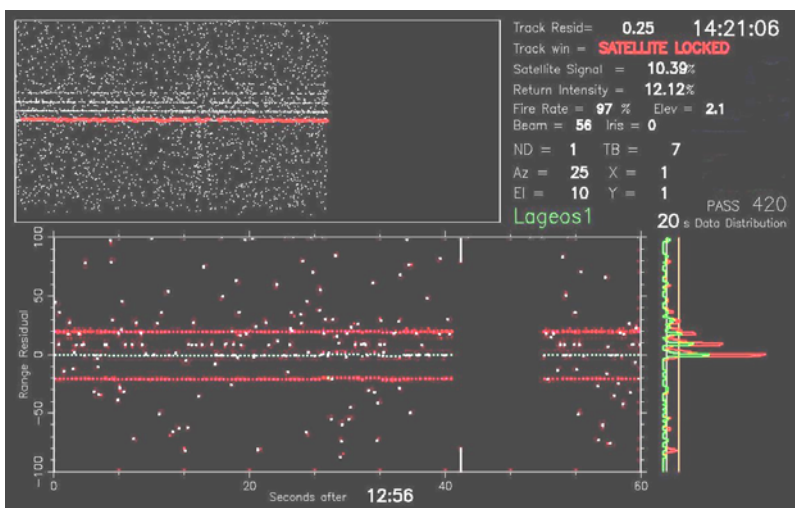 Track Resid= 0.25 14:21:06
Track win = SATELLITE LOCKED
Satellite Signal = 10.39%
Return Intensity = 12.12%
Fire Rate = 97 % Elev = 2.1
Beam = 56 Iris = 0
ND = 1 TB = 7
Az = 25 X = 1
El = 10 Y = 1
PASS 420
Lageos1
20 s Data Distribution
100
50
0
-50
-100
Range Residual
0 20 40 60
Seconds after 12:56